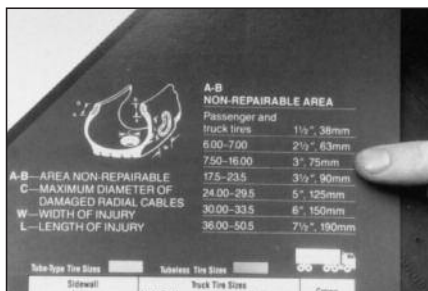 A-B
NON-REPAIRABLE AREA
Passenger and
truck tires 1½", 38mm
6.00-7.00 2½", 63mm
7.50-16.00 3", 75mm
17.5-23.5 3½", 90mm
24.00-29.5 5", 125mm
30.00-33.5 6", 150mm
36.00-50.5 7½", 190mm
A-B—AREA NON-REPAIRABLE
C—MAXIMUM DIAMETER OF
DAMAGED RADIAL CABLES
W—WIDTH OF INJURY
L—LENGTH OF INJURY
Tube-Type Tire Sizes Tubeless Tire Sizes
Sidewall Truck Tire Sizes